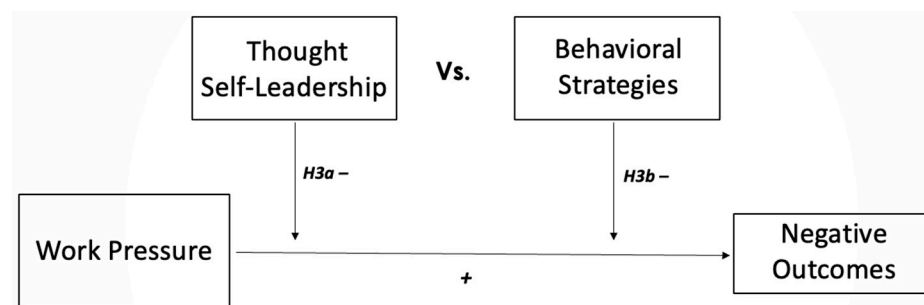 Thought
Self-Leadership
Vs.
Behavioral
Strategies
H3a –
H3b –
Work Pressure
+
Negative
Outcomes